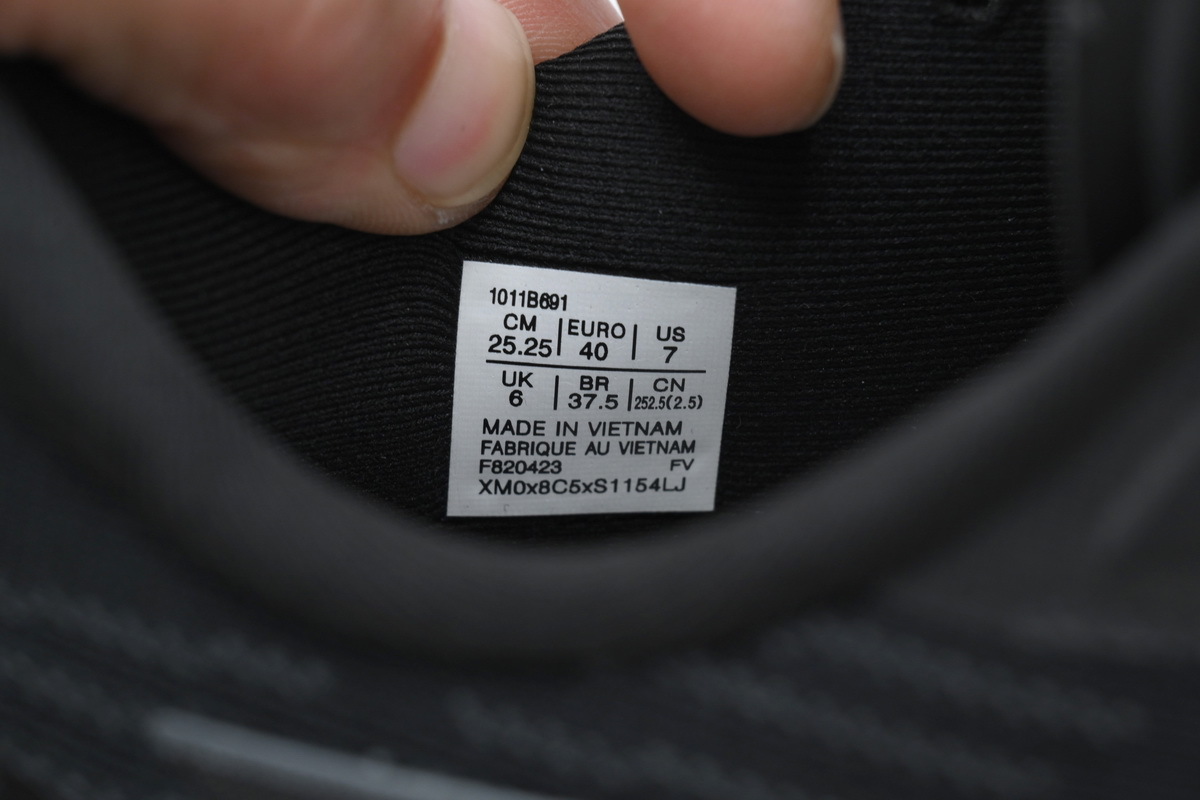 1011B691
CM EURO US
25.25 40 7
UK BR CN
6 37.5 252.5(2.5)
MADE IN VIETNAM
FABRIQUE AU VIETNAM
F820423 FV
XM0x8C5xS1154LJ